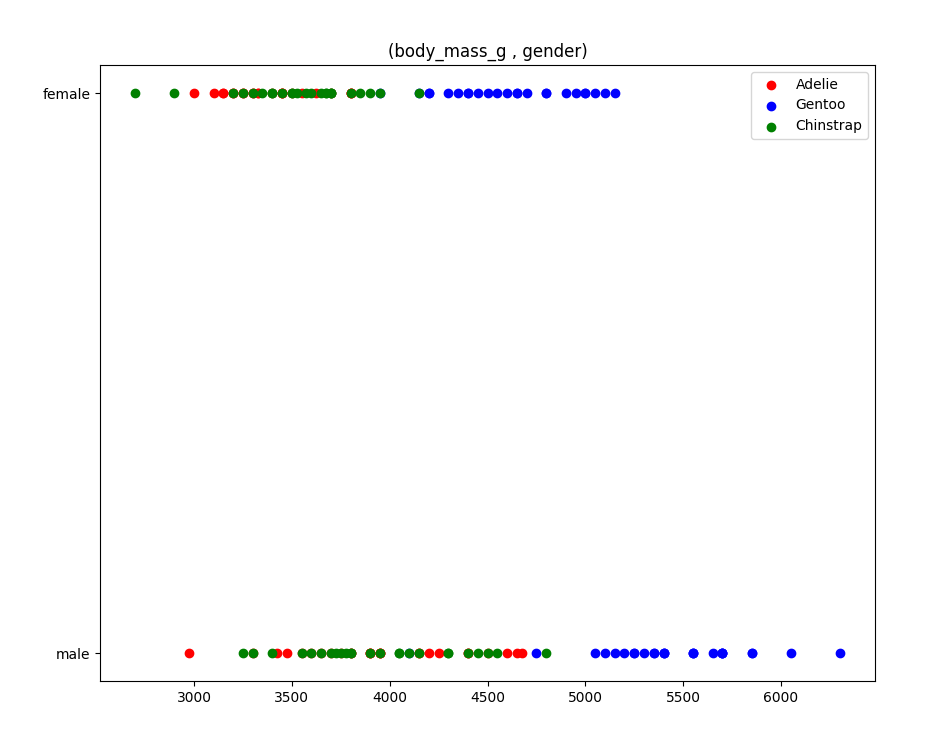 (body_mass_g , gender)
Adelie
Gentoo
Chinstrap
female
male
3000 3500 4000 4500 5000 5500 6000